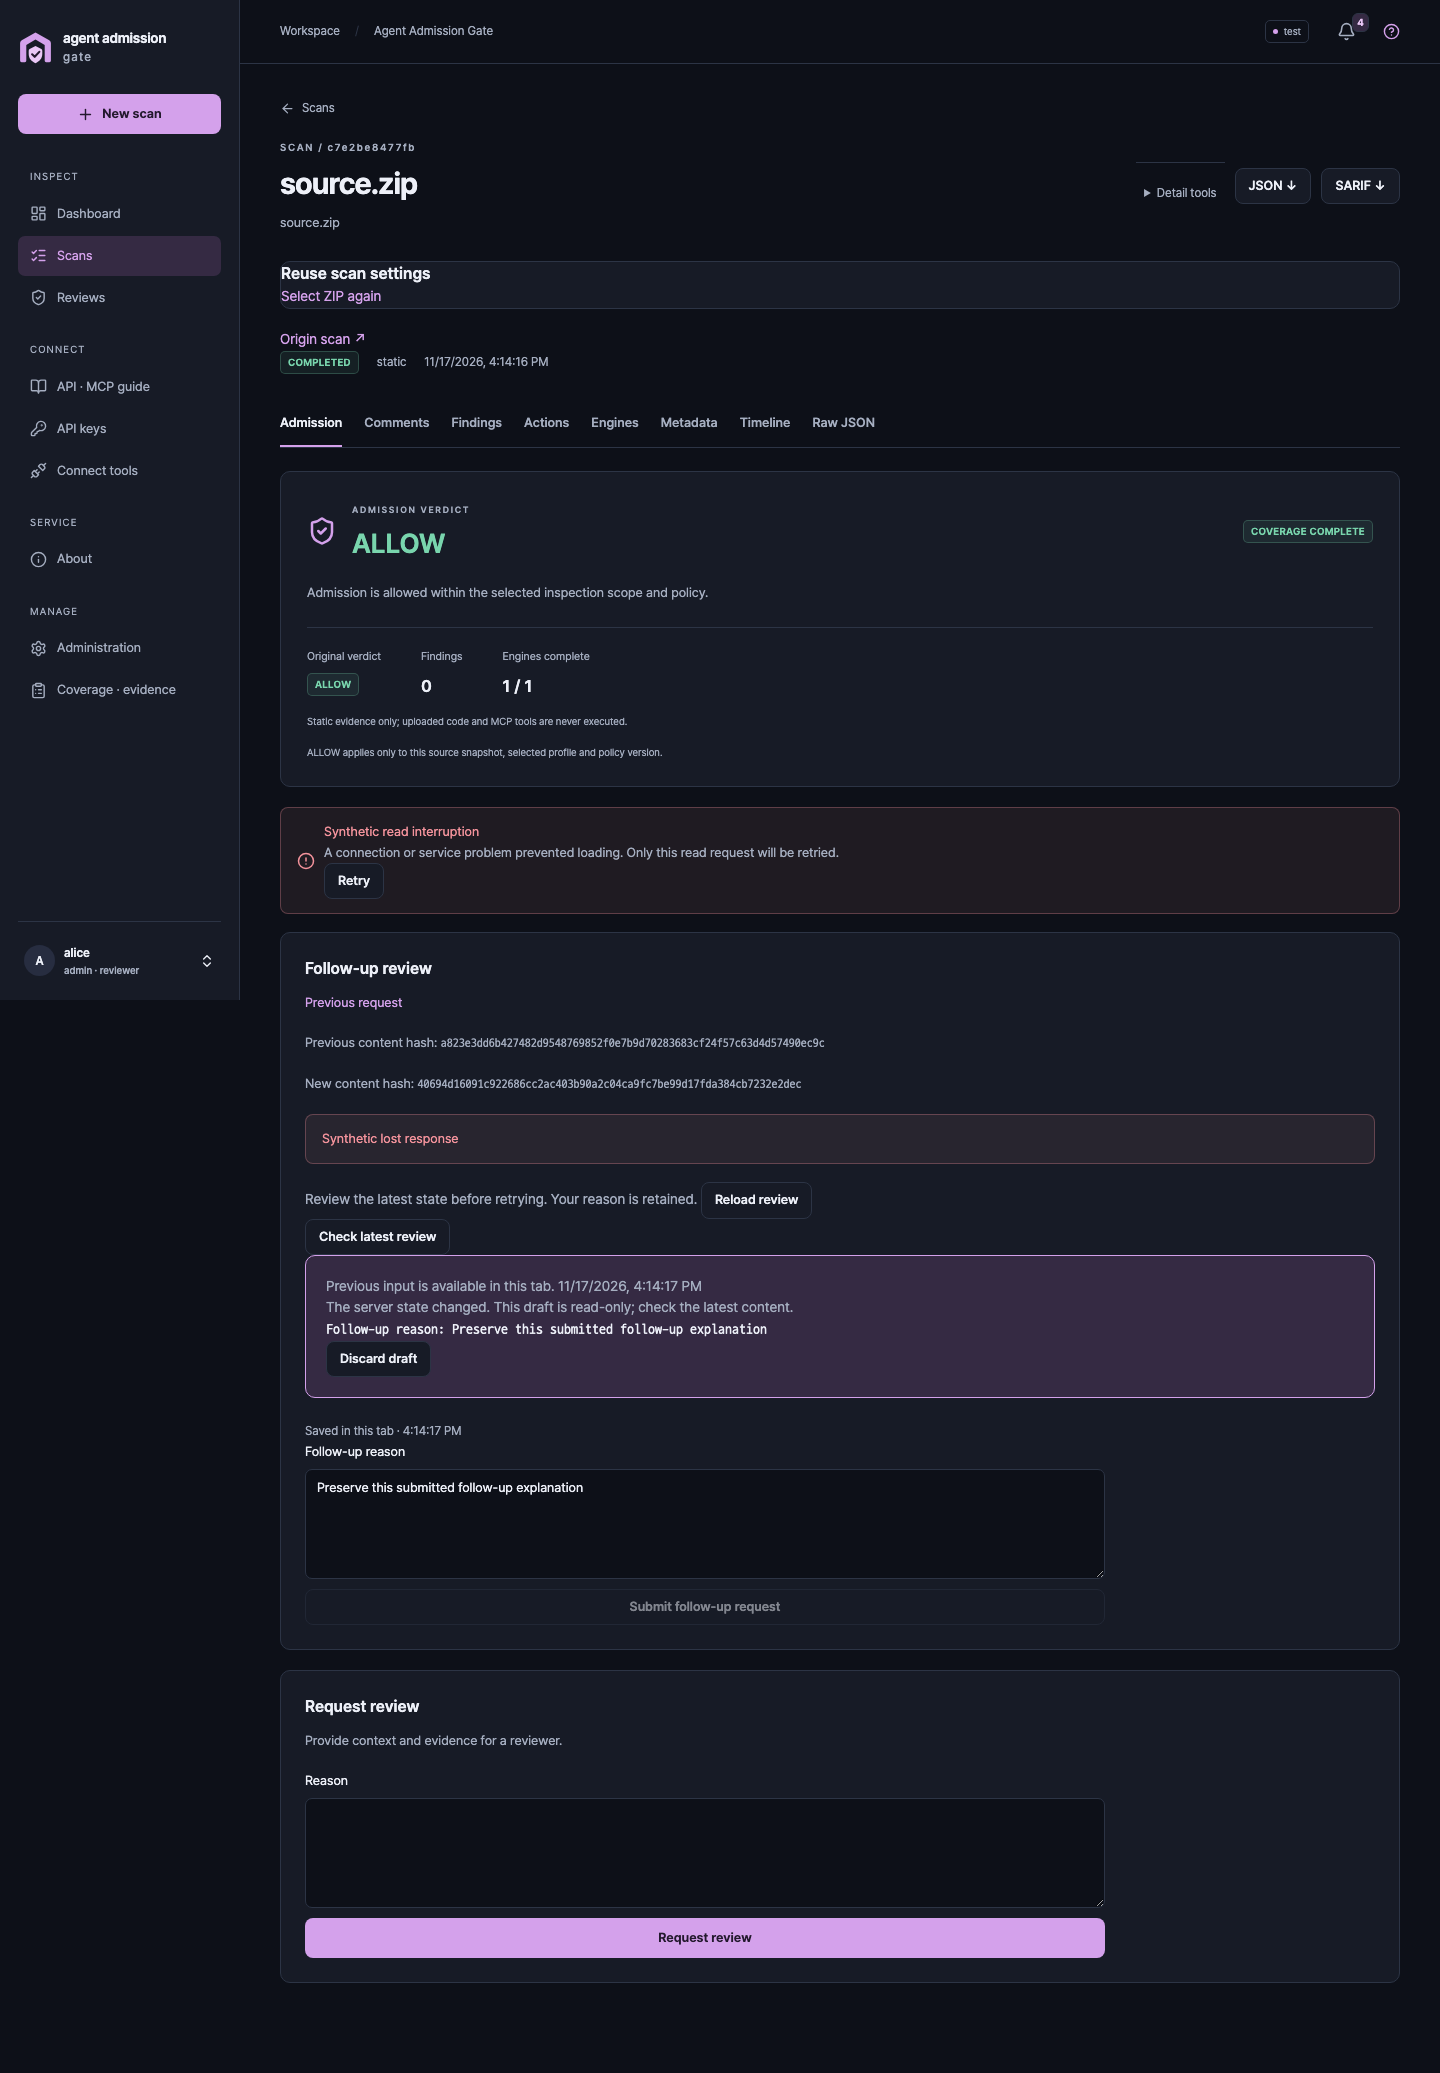 agent admission
gate
New scan
INSPECT
Dashboard
Scans
Reviews
CONNECT
API · MCP guide
API keys
Connect tools
SERVICE
About
MANAGE
Administration
Coverage · evidence
A
alice
admin · reviewer
Workspace / Agent Admission Gate
test
4
← Scans
SCAN / c7e2be8477fb
source.zip
source.zip
▶ Detail tools
JSON ↓
SARIF ↓
Reuse scan settings
Select ZIP again
Origin scan ↗
COMPLETED static 11/17/2026, 4:14:16 PM
Admission Comments Findings Actions Engines Metadata Timeline Raw JSON
ADMISSION VERDICT
ALLOW
COVERAGE COMPLETE
Admission is allowed within the selected inspection scope and policy.
Original verdict Findings Engines complete
ALLOW 0 1 / 1
Static evidence only; uploaded code and MCP tools are never executed.
ALLOW applies only to this source snapshot, selected profile and policy version.
Synthetic read interruption
A connection or service problem prevented loading. Only this read request will be retried.
Retry
Follow-up review
Previous request
Previous content hash: a823e3dd6b427482d9548769852f0e7b9d70283683cf24f57c63d4d57490ec9c
New content hash: 40694d16091c922686cc2ac403b90a2c04ca9fc7be99d17fda384cb7232e2dec
Synthetic lost response
Review the latest state before retrying. Your reason is retained. Reload review
Check latest review
Previous input is available in this tab. 11/17/2026, 4:14:17 PM
The server state changed. This draft is read-only; check the latest content.
Follow-up reason: Preserve this submitted follow-up explanation
Discard draft
Saved in this tab · 4:14:17 PM
Follow-up reason
Preserve this submitted follow-up explanation
Submit follow-up request
Request review
Provide context and evidence for a reviewer.
Reason
Request review